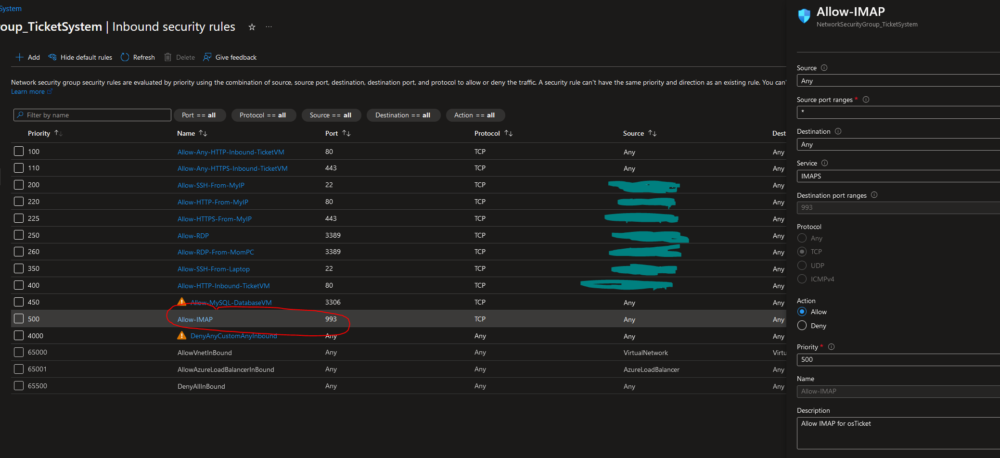 System
roup_TicketSystem | Inbound security rules ☆ ...
Add Hide default rules Refresh Delete Give feedback
Network security group security rules are evaluated by priority using the combination of source, source port, destination, destination port, and protocol to allow or deny the traffic. A security rule can't have the same priority and direction as an existing rule. You can'
Learn more
Filter by name Port == all Protocol == all Source == all Destination == all Action == all
Priority ↑↓ Name ↑↓ Port ↑↓ Protocol ↑↓ Source ↑↓ Dest
100 Allow-Any-HTTP-Inbound-TicketVM 80 TCP Any Any
110 Allow-Any-HTTPS-Inbound-TicketVM 443 TCP Any Any
200 Allow-SSH-From-MyIP 22 TCP Any
220 Allow-HTTP-From-MyIP 80 TCP Any
225 Allow-HTTPS-From-MyIP 443 TCP Any
250 Allow-RDP 3389 TCP Any
260 Allow-RDP-From-MomPC 3389 TCP Any
350 Allow-SSH-From-Laptop 22 TCP Any
400 Allow-HTTP-Inbound-TicketVM 80 TCP Any
450 Allow-MySQL-DatabaseVM 3306 TCP Any Any
500 Allow-IMAP 993 TCP Any Any
4000 DenyAnyCustomAnyInbound Any Any Any Any
65000 AllowVnetInBound Any Any VirtualNetwork Virtu
65001 AllowAzureLoadBalancerInBound Any Any AzureLoadBalancer Any
65500 DenyAllInBound Any Any Any Any
Allow-IMAP
NetworkSecurityGroup_TicketSystem
Source
Any
Source port ranges *
*
Destination
Any
Service
IMAPS
Destination port ranges
993
Protocol
Any
TCP
UDP
ICMPv4
Action
Allow
Deny
Priority *
500
Name
Allow-IMAP
Description
Allow IMAP for osTicket